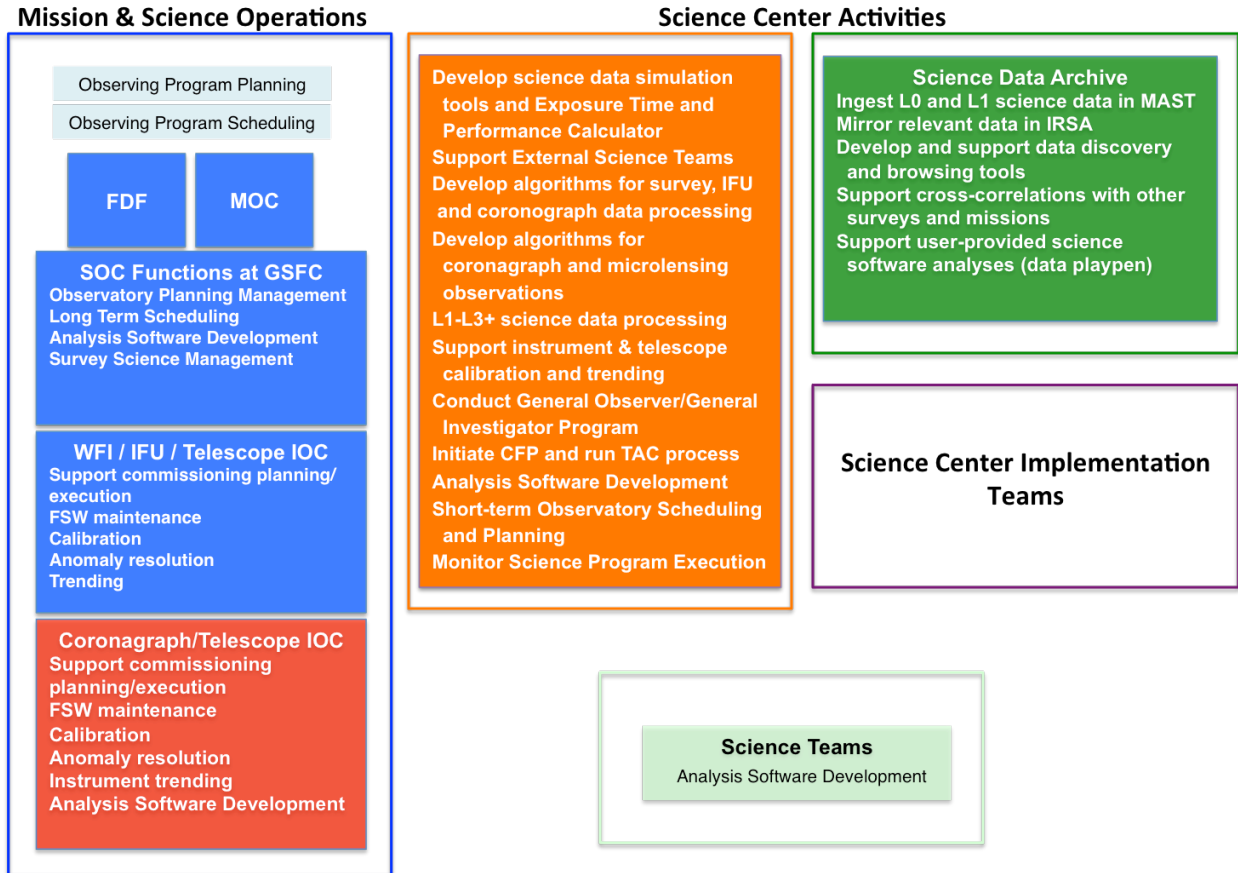 Mission & Science Operations
Science Center Activities
Observing Program Planning
Observing Program Scheduling
FDF
MOC
SOC Functions at GSFC
Observatory Planning Management
Long Term Scheduling
Analysis Software Development
Survey Science Management
WFI / IFU / Telescope IOC
Support commissioning planning/
execution
FSW maintenance
Calibration
Anomaly resolution
Trending
Coronagraph/Telescope IOC
Support commissioning
planning/execution
FSW maintenance
Calibration
Anomaly resolution
Instrument trending
Analysis Software Development
Develop science data simulation
tools and Exposure Time and
Performance Calculator
Support External Science Teams
Develop algorithms for survey, IFU
and coronograph data processing
Develop algorithms for
coronagraph and microlensing
observations
L1-L3+ science data processing
Support instrument & telescope
calibration and trending
Conduct General Observer/General
Investigator Program
Initiate CFP and run TAC process
Analysis Software Development
Short-term Observatory Scheduling
and Planning
Monitor Science Program Execution
Science Data Archive
Ingest L0 and L1 science data in MAST
Mirror relevant data in IRSA
Develop and support data discovery
and browsing tools
Support cross-correlations with other
surveys and missions
Support user-provided science
software analyses (data playpen)
Science Center Implementation
Teams
Science Teams
Analysis Software Development